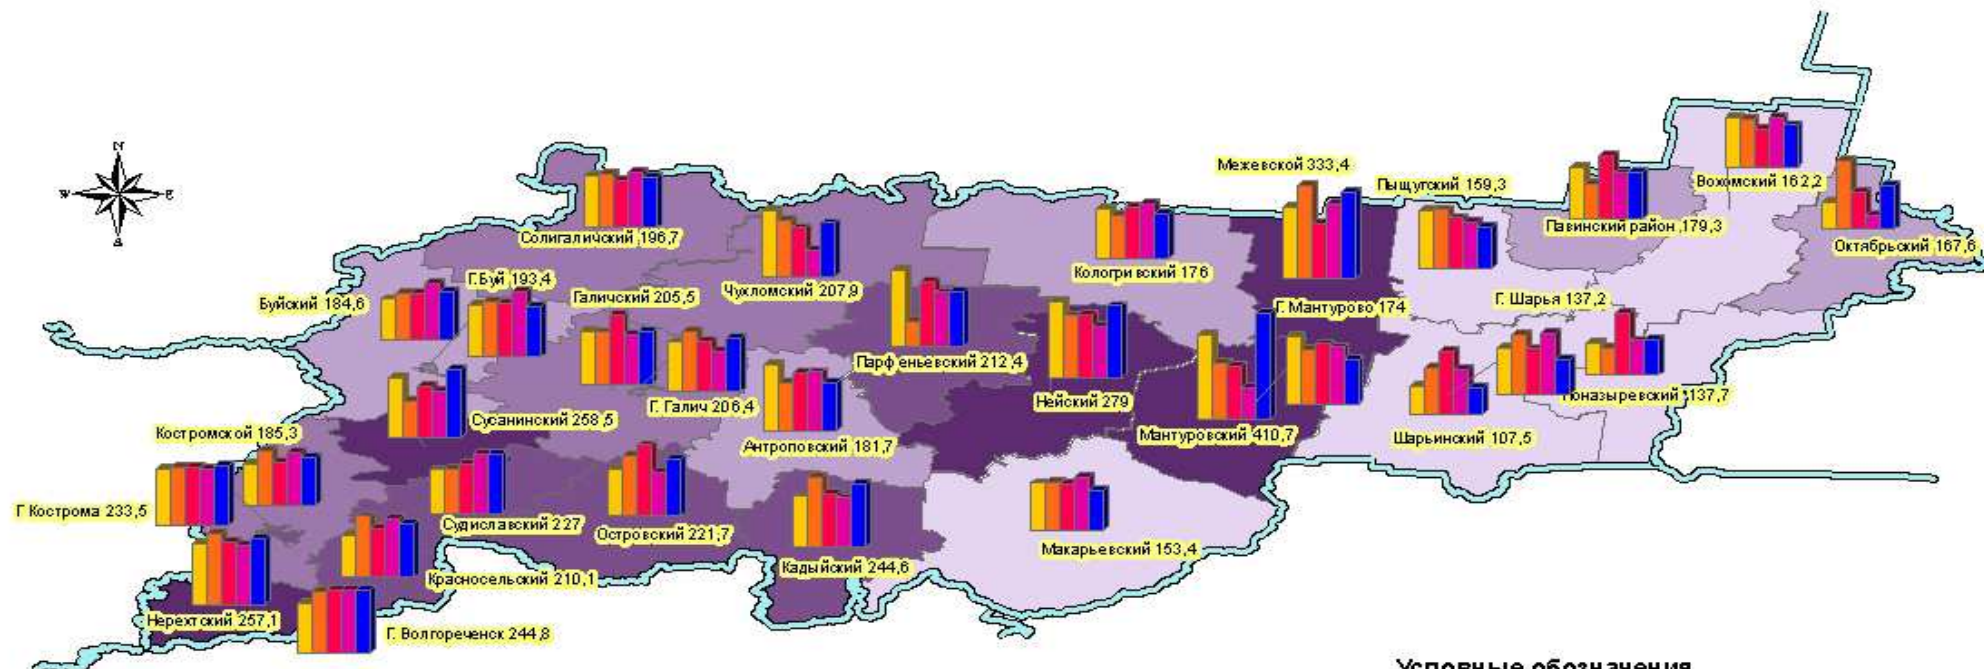 N
W
E
Межевской 333,4
Пыщугский 159,3
Вохомский 162,2
Павинский район 179,3
Октябрьский 167,6
Солигаличский 196,7
Кологривский 176
Г.Буй 193,4
Буйский 184,6
Галичский 205,5
Чухломский 207,9
Г. Мантурово 174
Г. Шарья 137,2
Парфеньевский 212,4
Нейский 279
Г. Галич 206,4
Сусанинский 258,5
Поназыревский 137,7
Костромской 185,3
Антроповский 181,7
Мантуровский 410,7
Шарьинский 107,5
Г Кострома 233,5
Судиславский 227
Островский 221,7
Макарьевский 153,4
Кадыйский 244,6
Красносельский 210,1
Нерехтский 257,1
Г. Волгореченск 244,8
Условные обозначения